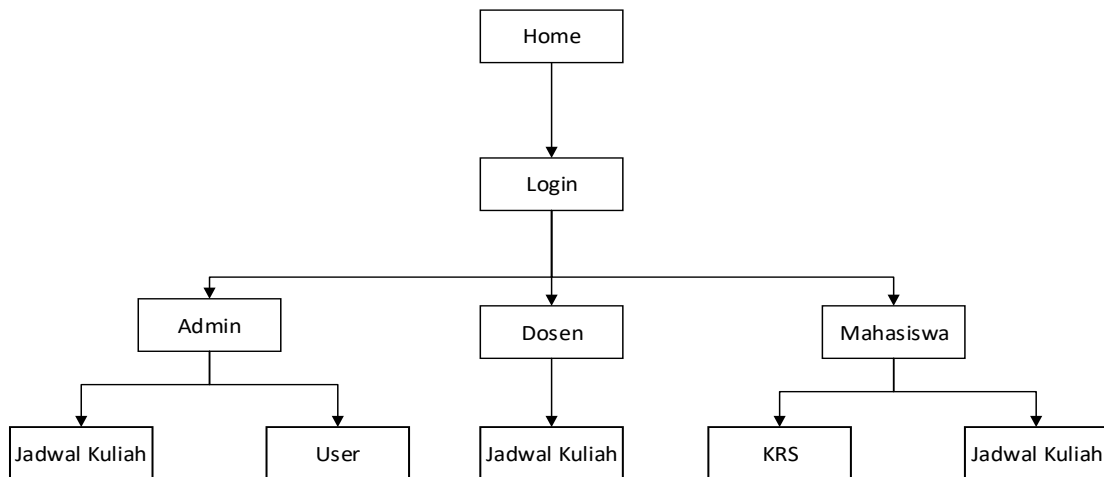 Home
Login
Admin
Dosen
Mahasiswa
Jadwal Kuliah
User
Jadwal Kuliah
KRS
Jadwal Kuliah